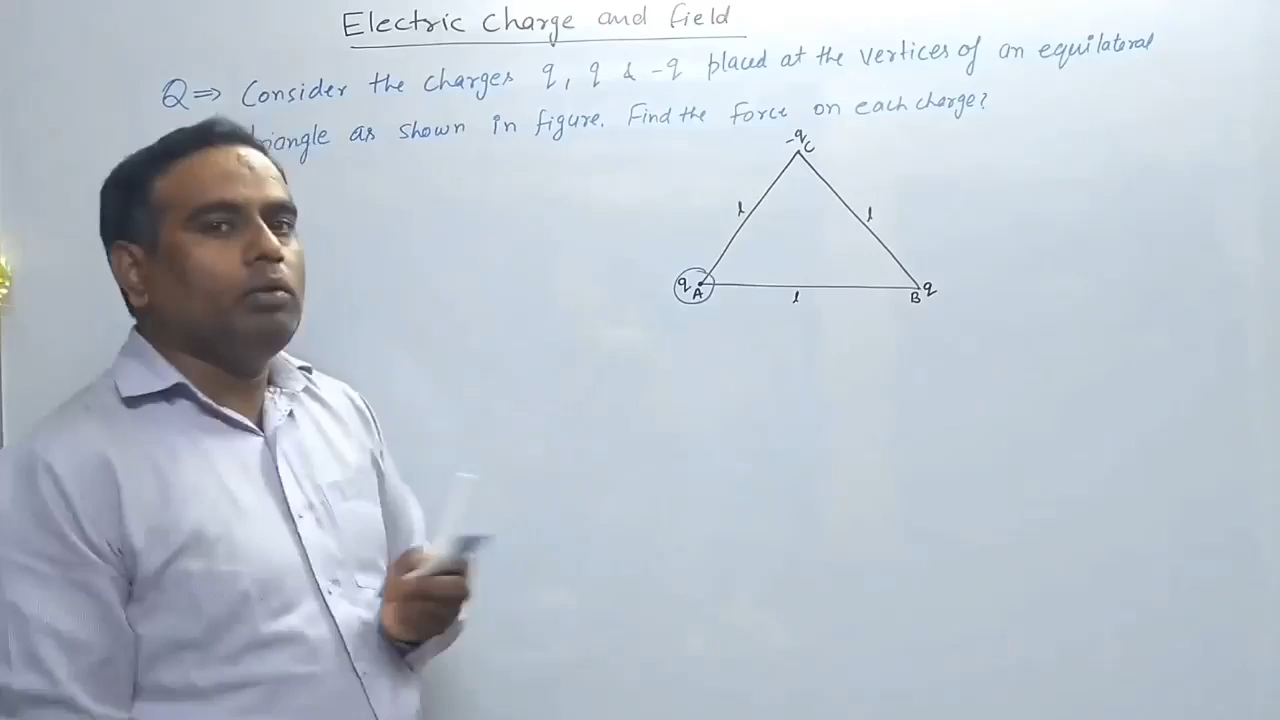 Electric Charge and field
Q⇒ Consider the charges q, q & -q placed at the vertices of an equilateral
as shown in figure. Find the force on each charge?
-q
C
l
l
q
A
B
q
l